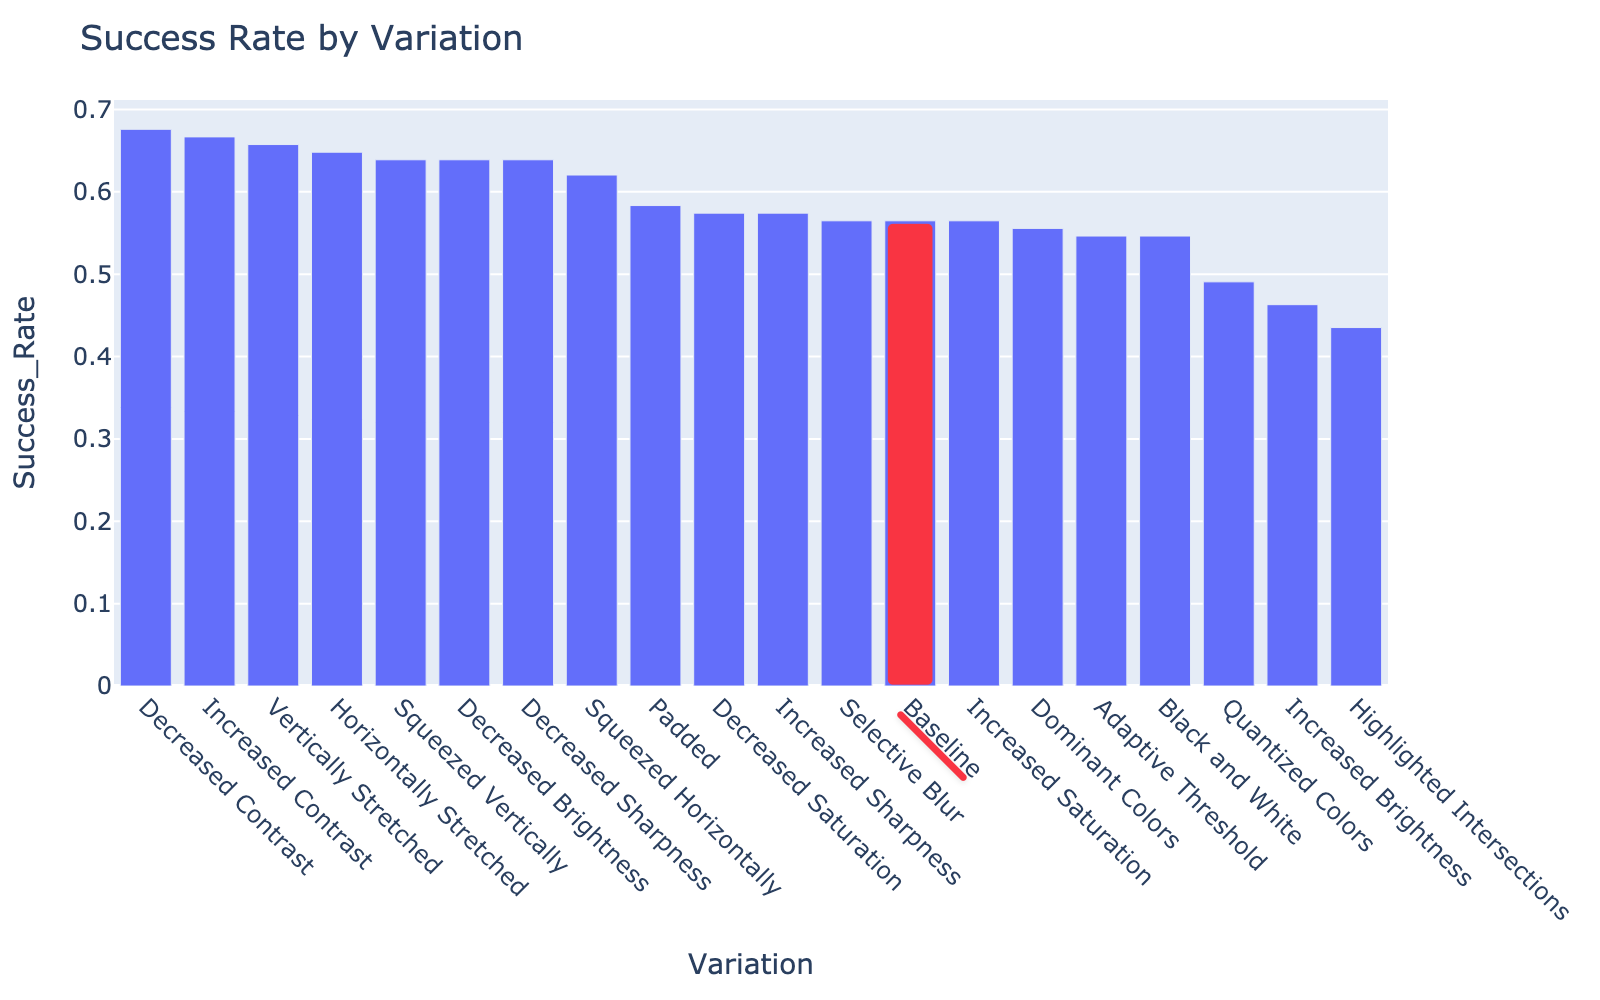 Success Rate by Variation
Success_Rate
0.7
0.6
0.5
0.4
0.3
0.2
0.1
0
Decreased Contrast
Increased Contrast
Vertically Stretched
Horizontally Stretched
Squeezed Vertically
Decreased Brightness
Decreased Sharpness
Squeezed Horizontally
Padded
Decreased Saturation
Increased Sharpness
Selective Blur
Baseline
Increased Saturation
Dominant Colors
Adaptive Threshold
Black and White
Quantized Colors
Increased Brightness
Highlighted Intersections
Variation